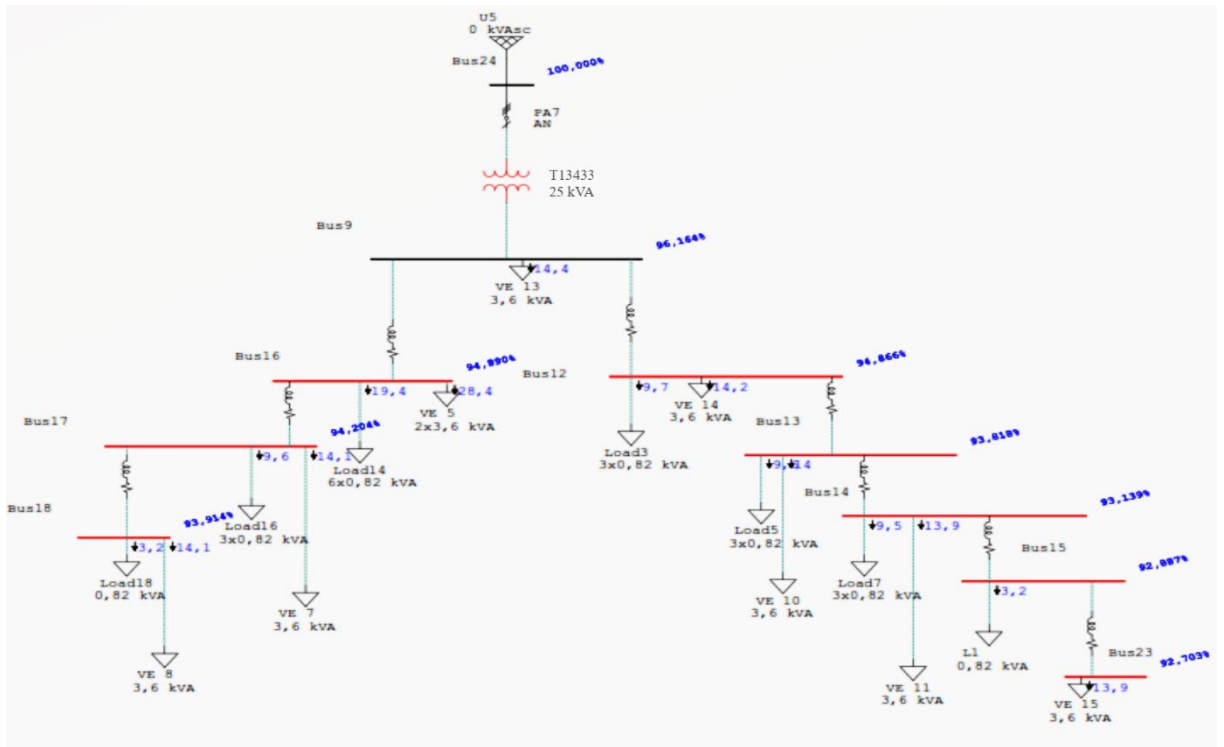 U5
0 kVAsc
Bus24
100,000%
PA7
AN
T13433
25 kVA
Bus9
96,164%
14,4
VE 13
3,6 kVA
Bus16
94,890%
19,4
28,4
VE 5
2x3,6 kVA
Load14
6x0,82 kVA
Bus12
94,866%
9,7
14,2
VE 14
3,6 kVA
Load3
3x0,82 kVA
Bus17
94,204%
9,6
14,1
Load16
3x0,82 kVA
VE 7
3,6 kVA
Bus13
93,818%
14
Load5
3x0,82 kVA
VE 10
3,6 kVA
Bus18
93,914%
3,2
14,1
Load18
0,82 kVA
VE 8
3,6 kVA
Bus14
93,139%
9,5
13,9
Load7
3x0,82 kVA
VE 11
3,6 kVA
Bus15
92,887%
3,2
L1
0,82 kVA
Bus23
92,703%
13,9
VE 15
3,6 kVA